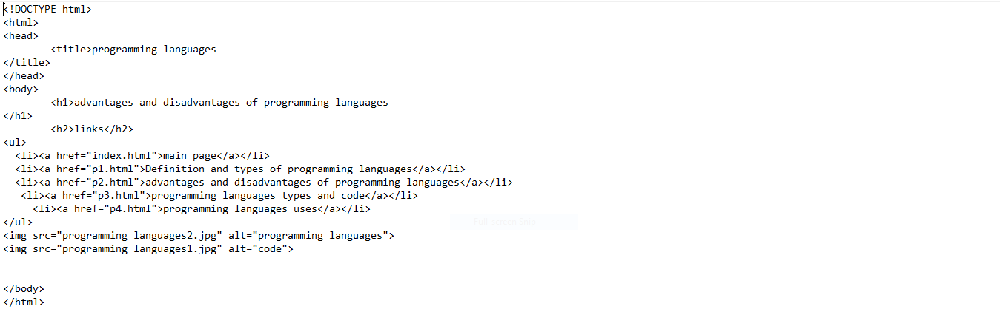 <!DOCTYPE html>
<html>
<head>
        <title>programming languages
</title>
</head>
<body>
        <h1>advantages and disadvantages of programming languages
</h1>
        <h2>links</h2>
<ul>
  <li><a href="index.html">main page</a></li>
  <li><a href="p1.html">Definition and types of programming languages</a></li>
  <li><a href="p2.html">advantages and disadvantages of programming languages</a></li>
   <li><a href="p3.html">programming languages types and code</a></li>
     <li><a href="p4.html">programming languages uses</a></li>
Full-screen Snip
</ul>
<img src="programming languages2.jpg" alt="programming languages">
<img src="programming languages1.jpg" alt="code">
</body>
</html>